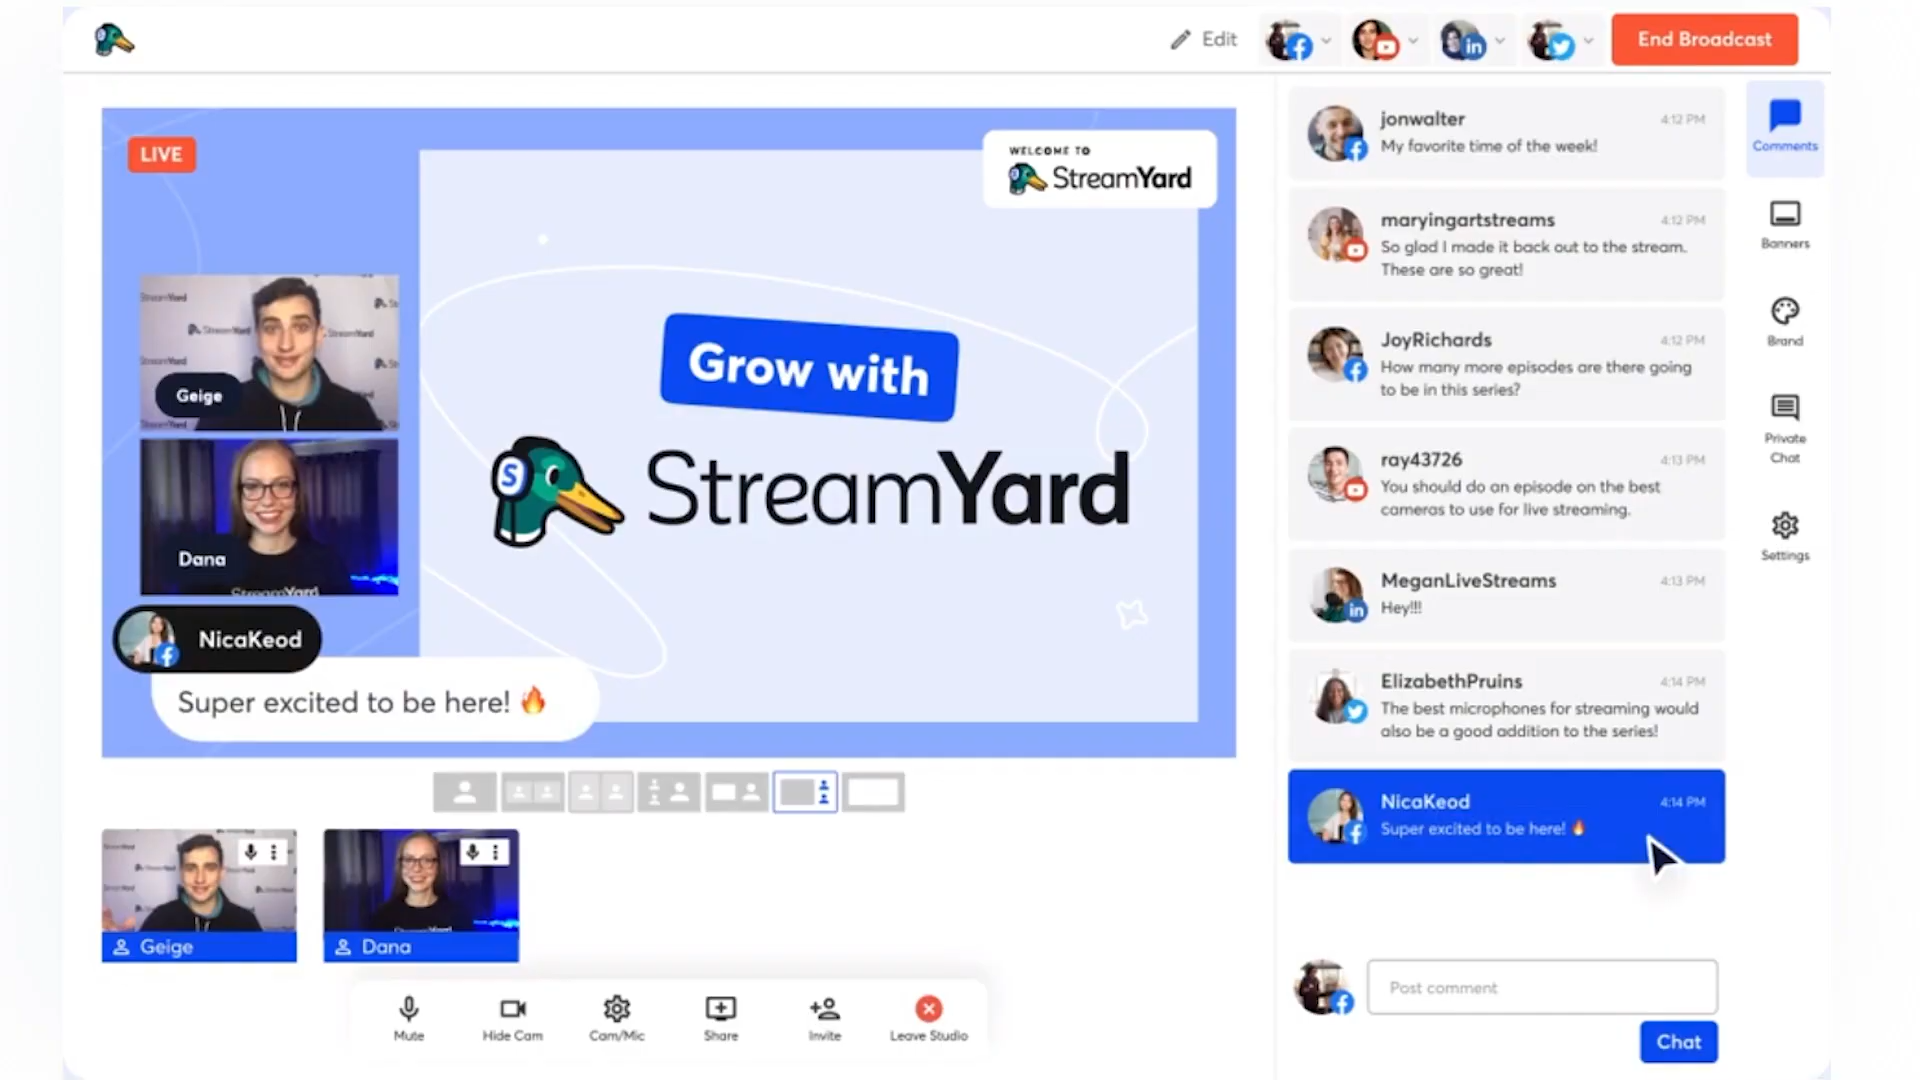 Edit
End Broadcast
LIVE
WELCOME TO
StreamYard
Grow with
StreamYard
StreamYard
StreamYard
StreamYard
StreamYard
StreamYard
Geige
Dana
StreamYard
NicaKeod
Super excited to be here! 🔥
Geige
Dana
Mute
Hide Cam
Cam/Mic
Share
Invite
Leave Studio
jonwalter
4:12 PM
My favorite time of the week!
maryingartstreams
4:12 PM
So glad I made it back out to the stream.
These are so great!
JoyRichards
4:12 PM
How many more episodes are there going
to be in this series?
ray43726
4:13 PM
You should do an episode on the best
cameras to use for live streaming.
MeganLiveStreams
4:13 PM
Hey!!!
ElizabethPruins
4:14 PM
The best microphones for streaming would
also be a good addition to the series!
NicaKeod
4:14 PM
Super excited to be here! 🔥
Post comment
Chat
Comments
Banners
Brand
Private
Chat
Settings